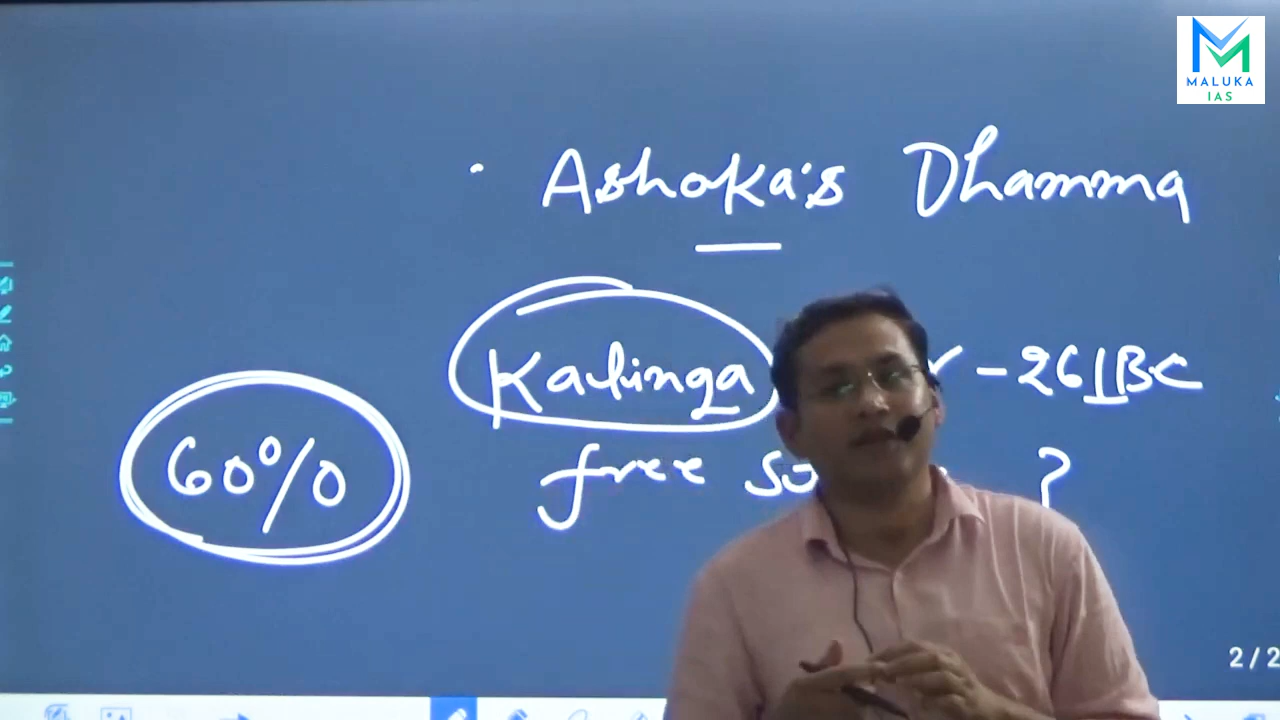 MALUKA
IAS
Ashoka's Dhamma
Kalinga - 261BC
60%
free ?
2/2